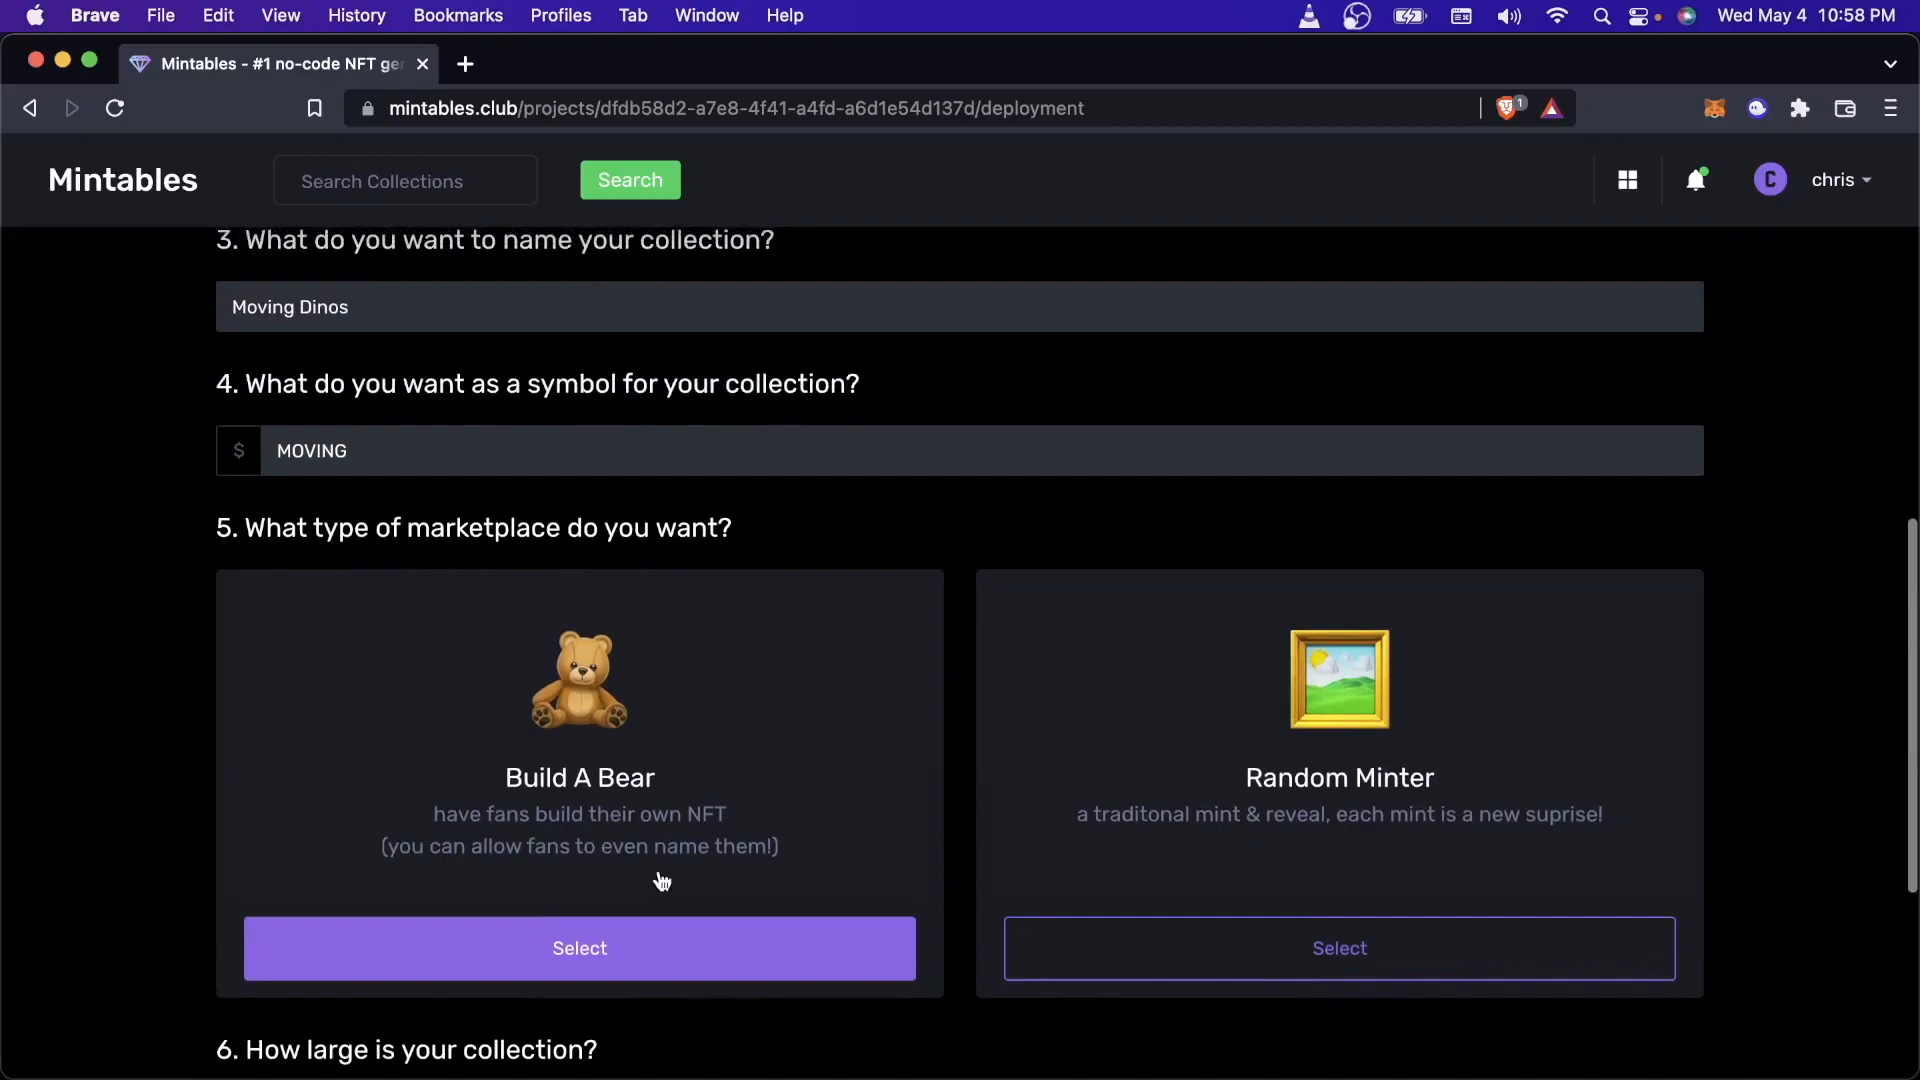 Brave File Edit View History Bookmarks Profiles Tab Window Help Wed May 4 10:58 PM
Mintables - #1 no-code NFT ge
mintables.club/projects/dfdb58d2-a7e8-4f41-a4fd-a6d1e54d137d/deployment 1
Mintables Search Collections Search C chris
3. What do you want to name your collection?
Moving Dinos
4. What do you want as a symbol for your collection?
$ MOVING
5. What type of marketplace do you want?
Build A Bear
have fans build their own NFT
(you can allow fans to even name them!)
Select
Random Minter
a traditonal mint & reveal, each mint is a new suprise!
Select
6. How large is your collection?